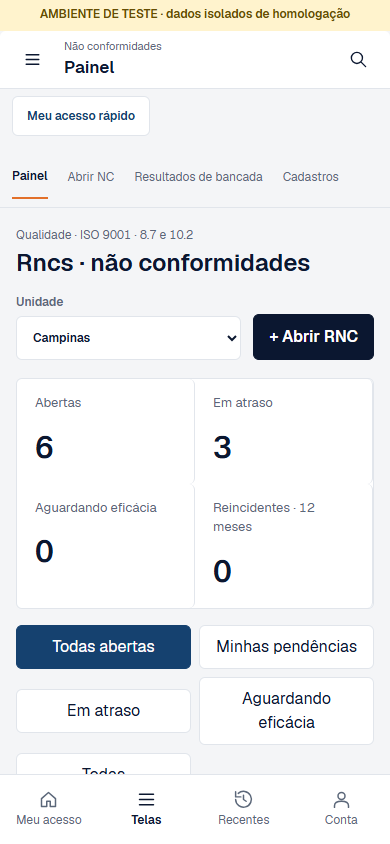 AMBIENTE DE TESTE · dados isolados de homologação
Não conformidades
Painel
Meu acesso rápido
Painel
Abrir NC
Resultados de bancada
Cadastros
Qualidade · ISO 9001 · 8.7 e 10.2
Rncs · não conformidades
Unidade
Campinas
+ Abrir RNC
Abertas
6
Em atraso
3
Aguardando eficácia
0
Reincidentes · 12
meses
0
Todas abertas
Minhas pendências
Em atraso
Aguardando
eficácia
Todas
Meu acesso
Telas
Recentes
Conta